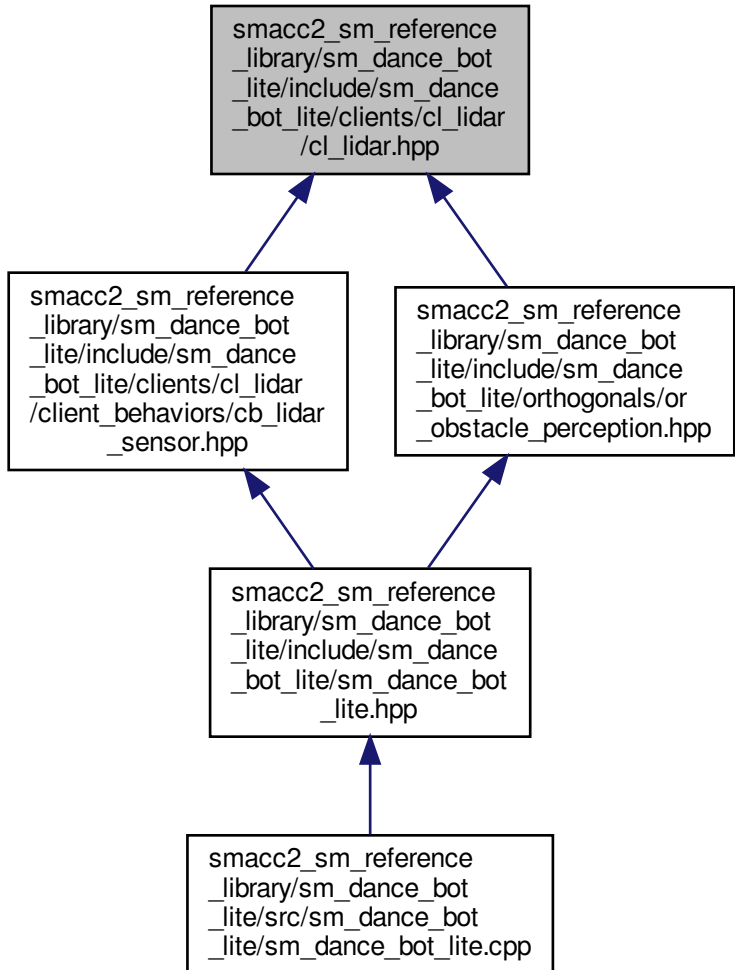 smacc2_sm_reference
_library/sm_dance_bot
_lite/include/sm_dance
_bot_lite/clients/cl_lidar
/cl_lidar.hpp
smacc2_sm_reference
_library/sm_dance_bot
_lite/include/sm_dance
_bot_lite/clients/cl_lidar
/client_behaviors/cb_lidar
_sensor.hpp
smacc2_sm_reference
_library/sm_dance_bot
_lite/include/sm_dance
_bot_lite/orthogonals/or
_obstacle_perception.hpp
smacc2_sm_reference
_library/sm_dance_bot
_lite/include/sm_dance
_bot_lite/sm_dance_bot
_lite.hpp
smacc2_sm_reference
_library/sm_dance_bot
_lite/src/sm_dance_bot
_lite/sm_dance_bot_lite.cpp